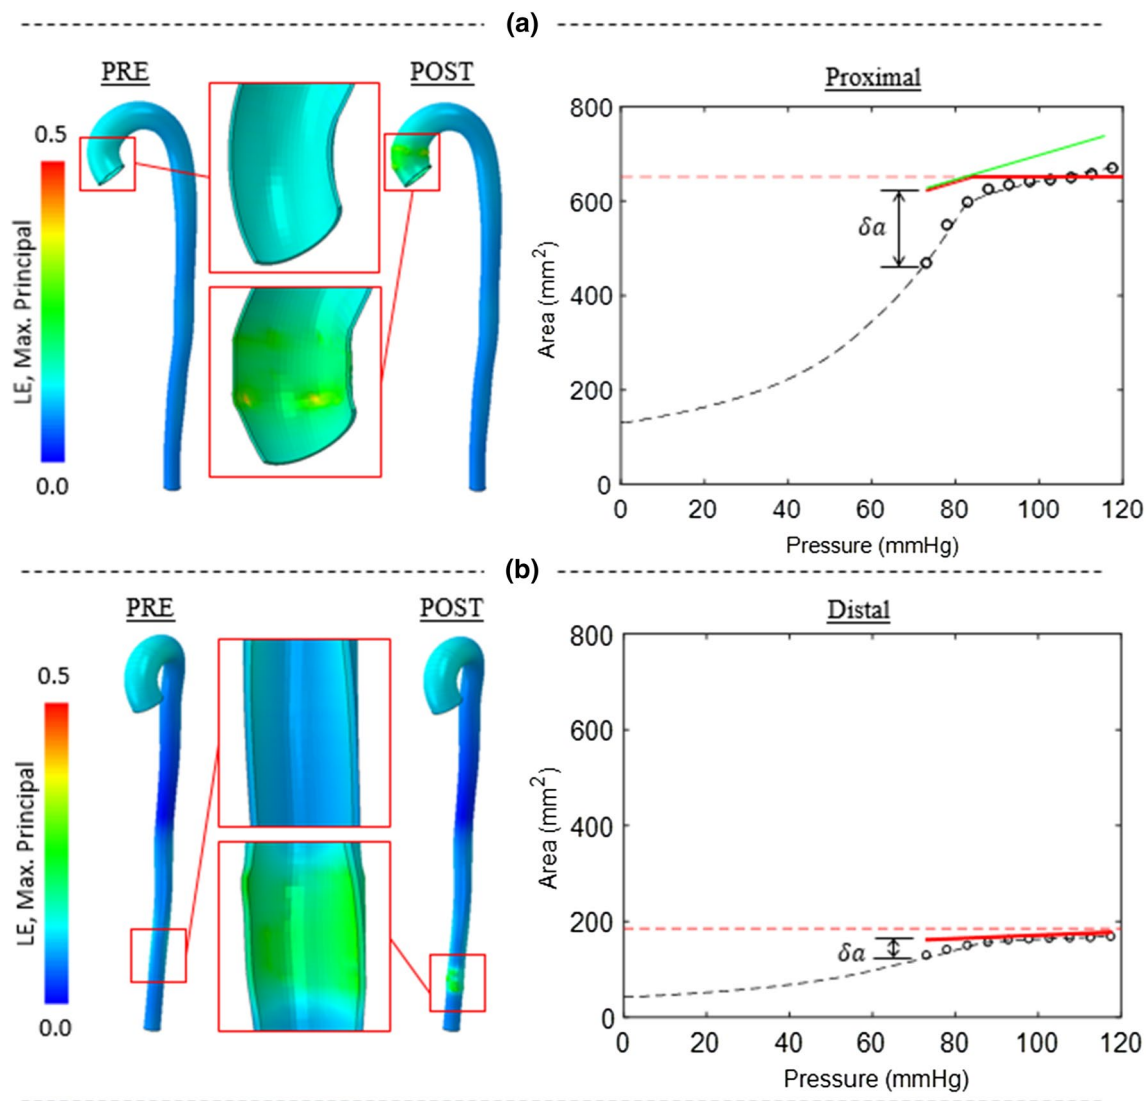 (a)
PRE
POST
0.5
LE, Max. Principal
0.0
Proximal
800
600
400
200
0
Area (mm²)
δa
0 20 40 60 80 100 120
Pressure (mmHg)
(b)
PRE
POST
0.5
LE, Max. Principal
0.0
Distal
800
600
400
200
0
Area (mm²)
δa
0 20 40 60 80 100 120
Pressure (mmHg)